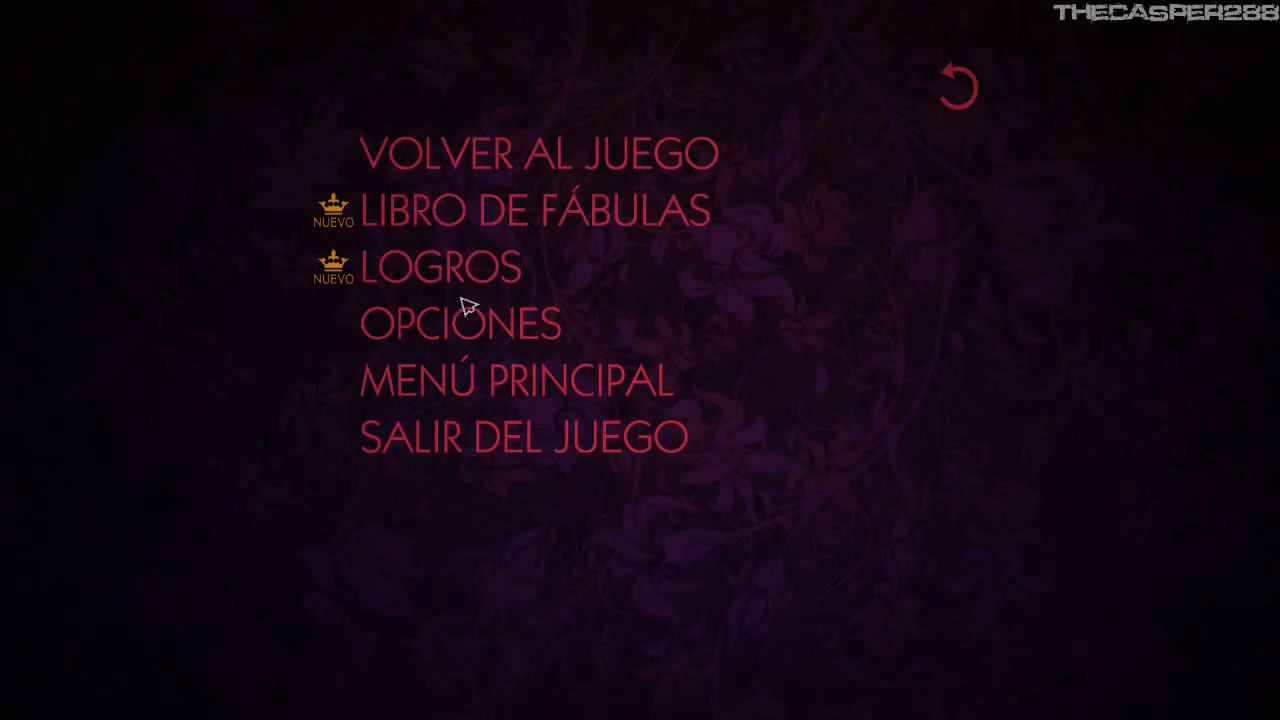 THECASPER288
VOLVER AL JUEGO
NUEVO LIBRO DE FÁBULAS
NUEVO LOGROS
OPCIONES
MENÚ PRINCIPAL
SALIR DEL JUEGO